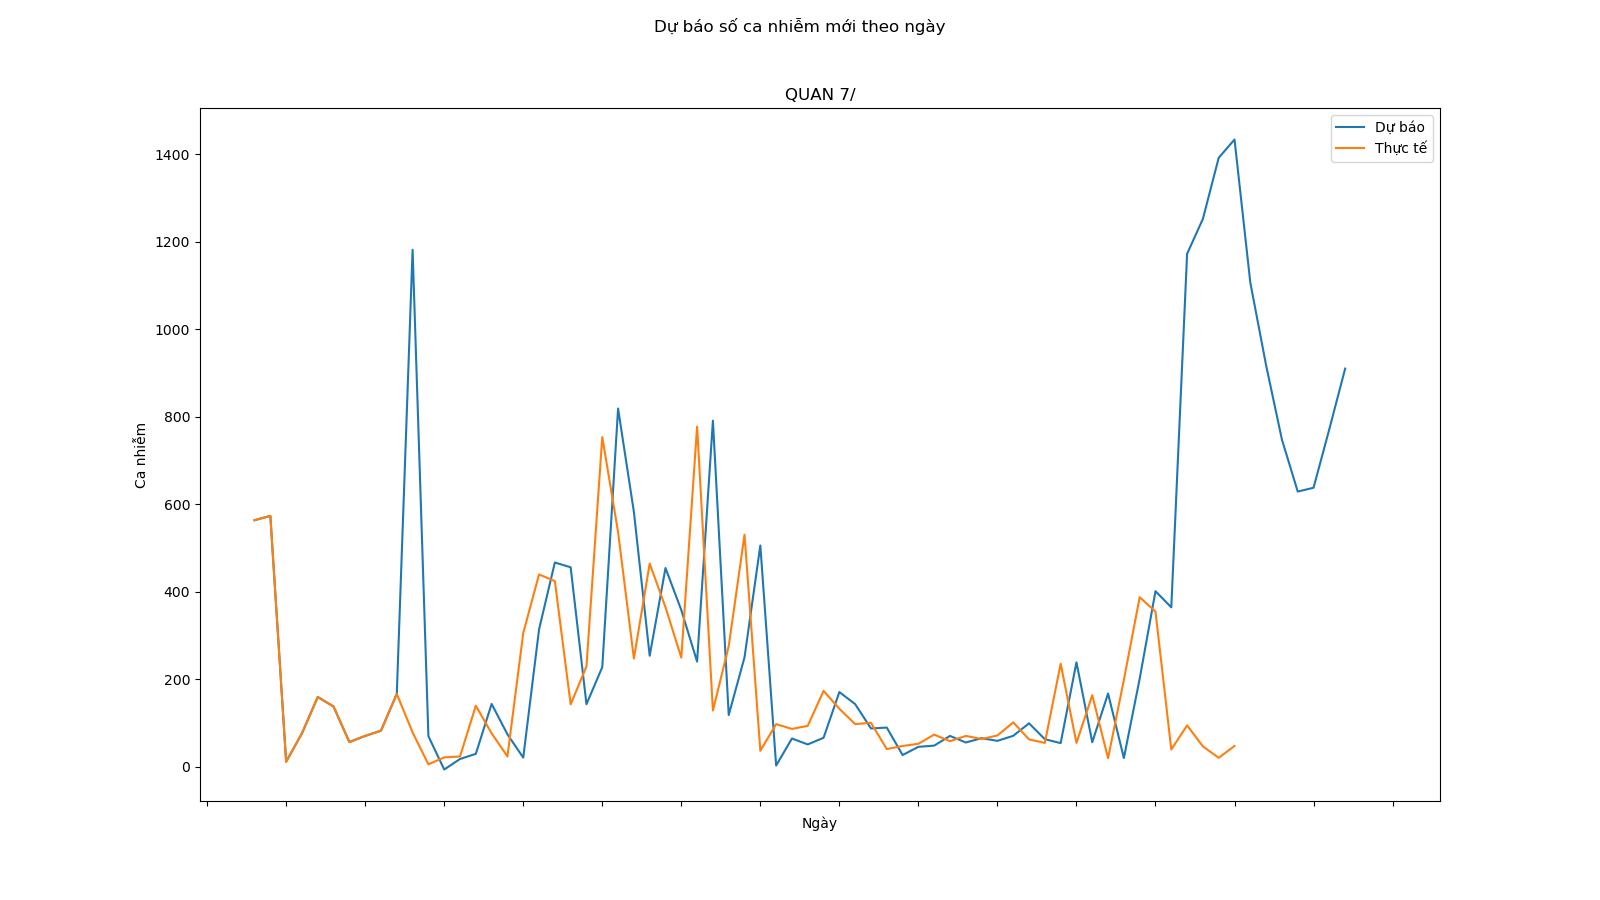 Dự báo số ca nhiễm mới theo ngày
QUAN 7/
Dự báo
Thực tế
1400
1200
1000
800
600
400
200
0
Ca nhiễm
Ngày